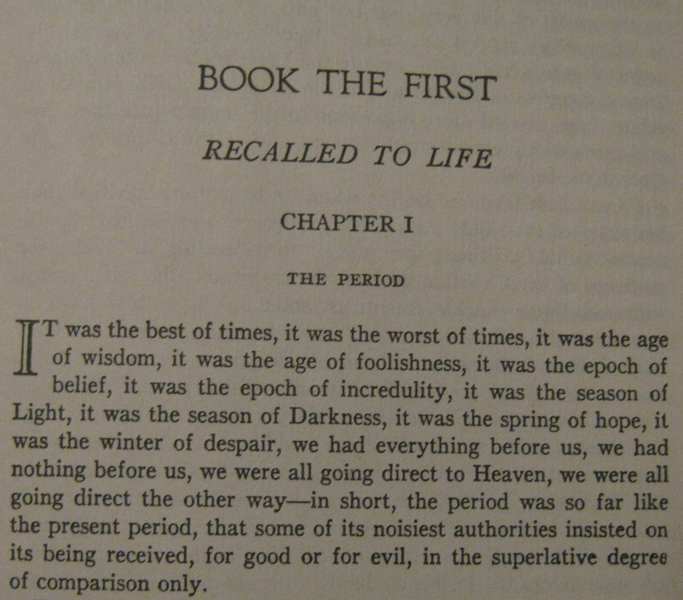 BOOK THE FIRST
RECALLED TO LIFE
CHAPTER I
THE PERIOD
IT was the best of times, it was the worst of times, it was the age
of wisdom, it was the age of foolishness, it was the epoch of
belief, it was the epoch of incredulity, it was the season of
Light, it was the season of Darkness, it was the spring of hope, it
was the winter of despair, we had everything before us, we had
nothing before us, we were all going direct to Heaven, we were all
going direct the other way—in short, the period was so far like
the present period, that some of its noisiest authorities insisted on
its being received, for good or for evil, in the superlative degree
of comparison only.